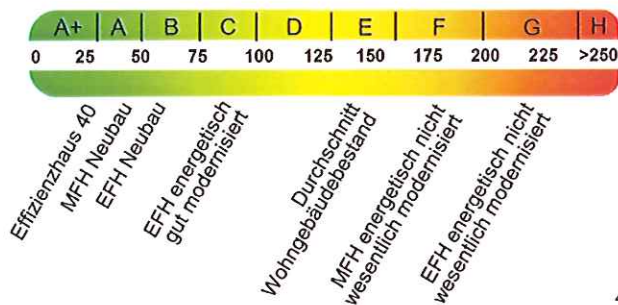 A+ A B C D E F G H
0 25 50 75 100 125 150 175 200 225 >250
Effizienzhaus 40
MFH Neubau
EFH Neubau
EFH energetisch
gut modernisiert
Durchschnitt
Wohngebäudebestand
MFH energetisch nicht
wesentlich modernisiert
EFH energetisch nicht
wesentlich modernisiert